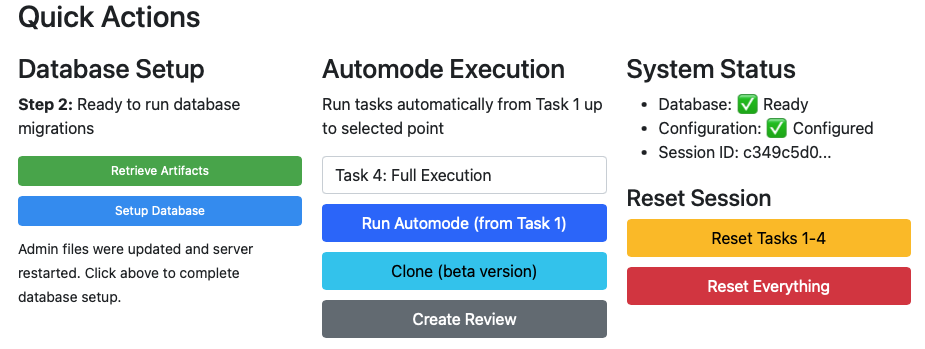 Quick Actions
Database Setup
Step 2: Ready to run database
migrations
Retrieve Artifacts
Setup Database
Admin files were updated and server
restarted. Click above to complete
database setup.
Automode Execution
Run tasks automatically from Task 1 up
to selected point
Task 4: Full Execution
Run Automode (from Task 1)
Clone (beta version)
Create Review
System Status
• Database: ✅ Ready
• Configuration: ✅ Configured
• Session ID: c349c5d0...
Reset Session
Reset Tasks 1-4
Reset Everything